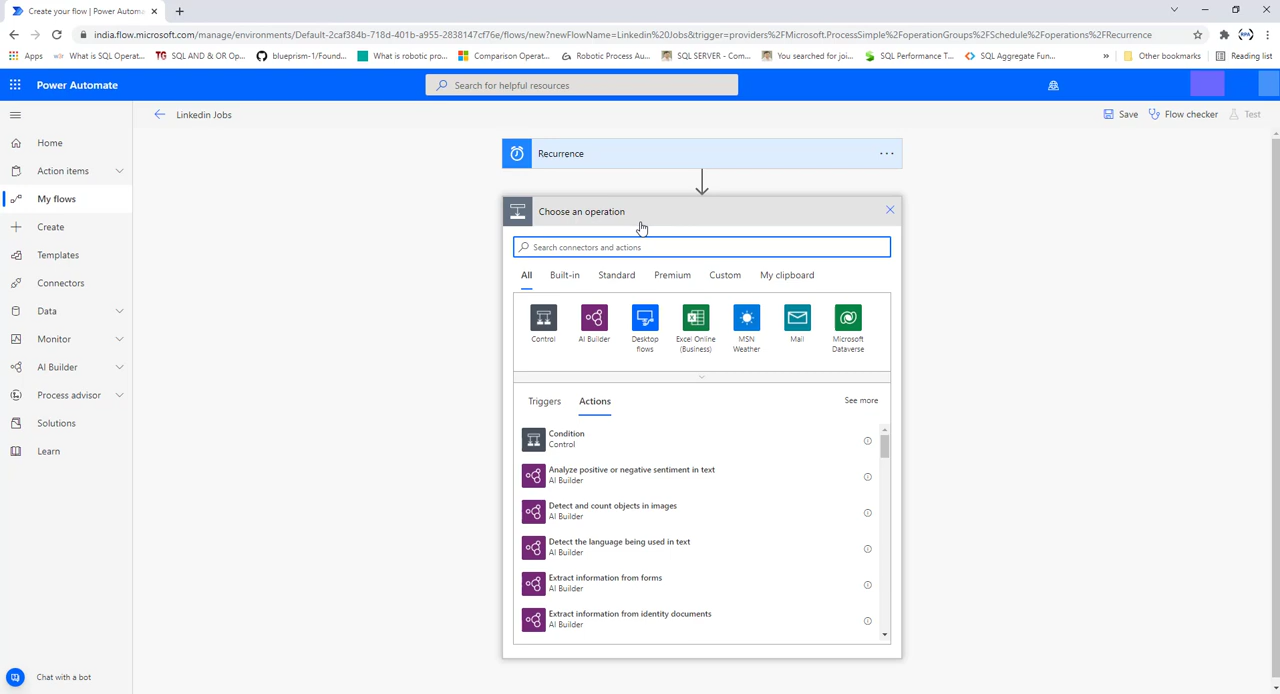 Create your flow | Power Automate
india.flow.microsoft.com/manage/environments/Default-2caf384b-718d-401b-a955-2838147cf76e/flows/new?newFlowName=Linkedin%20Jobs&trigger=providers%2FMicrosoft.ProcessSimple%2FoperationGroups%2FSchedule%2Foperations%2FRecurrence
Apps What is SQL Operat... SQL AND & OR Op... blueprism-1/Found... What is robotic pro... Comparison Operat... Robotic Process Au... SQL SERVER - Com... You searched for joi... SQL Performance T... SQL Aggregate Fun... » Other bookmarks Reading list
Power Automate
Search for helpful resources
Linkedin Jobs
Save
Flow checker
Test
Home
Action items
My flows
Create
Templates
Connectors
Data
Monitor
AI Builder
Process advisor
Solutions
Learn
Chat with a bot
Recurrence
Choose an operation
Search connectors and actions
All Built-in Standard Premium Custom My clipboard
Control
AI Builder
Desktop flows
Excel Online (Business)
MSN Weather
Mail
Microsoft Dataverse
Triggers Actions See more
Condition
Control
Analyze positive or negative sentiment in text
AI Builder
Detect and count objects in images
AI Builder
Detect the language being used in text
AI Builder
Extract information from forms
AI Builder
Extract information from identity documents
AI Builder